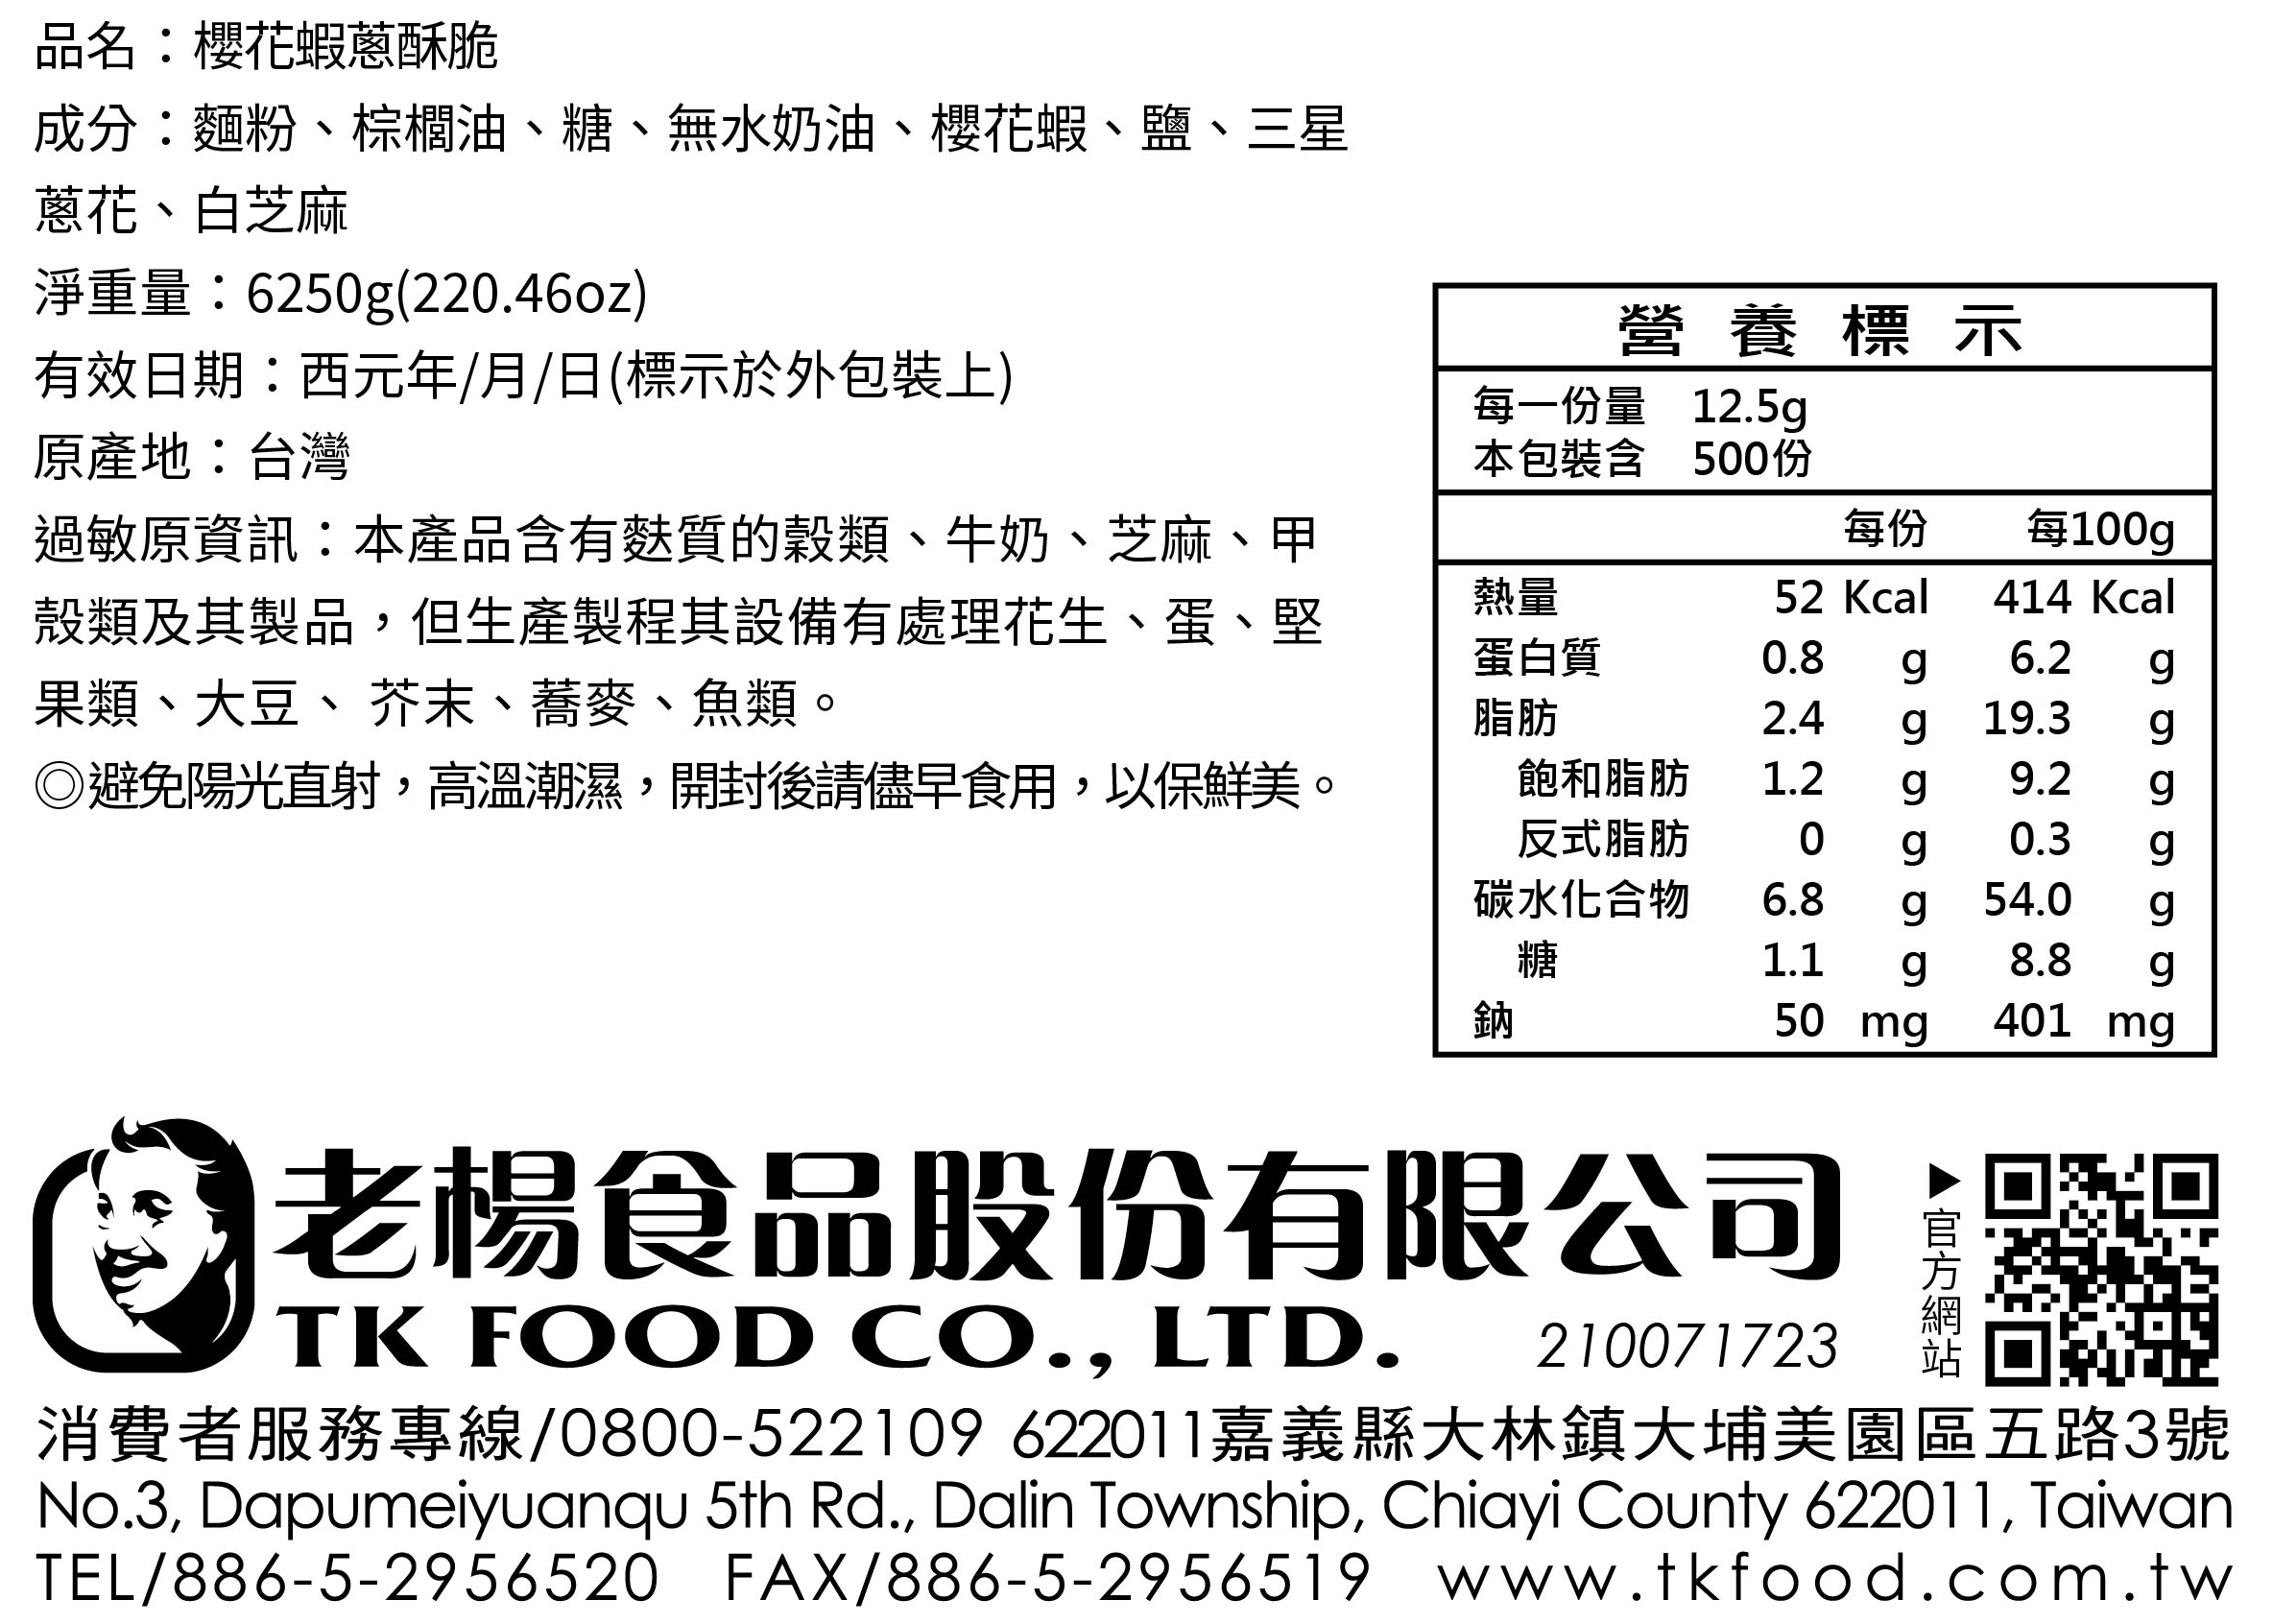 品名：櫻花蝦蔥酥脆
成分：麵粉、棕櫚油、糖、無水奶油、櫻花蝦、鹽、三星
蔥花、白芝麻
淨重量：6250g(220.46oz)
有效日期：西元年/月/日(標示於外包裝上)
原產地：台灣
過敏原資訊：本產品含有麩質的穀類、牛奶、芝麻、甲
殼類及其製品，但生產製程其設備有處理花生、蛋、堅
果類、大豆、 芥末、蕎麥、魚類。
◎避免陽光直射，高溫潮濕，開封後請儘早食用，以保鮮美。
營養標示
每一份量 12.5g
本包裝含 500份
每份 每100g
熱量 52 Kcal 414 Kcal
蛋白質 0.8 g 6.2 g
脂肪 2.4 g 19.3 g
飽和脂肪 1.2 g 9.2 g
反式脂肪 0 g 0.3 g
碳水化合物 6.8 g 54.0 g
糖 1.1 g 8.8 g
鈉 50 mg 401 mg
老楊食品股份有限公司
TK FOOD CO., LTD.
210071723
▶官方網站
消費者服務專線/0800-522109 622011嘉義縣大林鎮大埔美園區五路3號
No.3, Dapumeiyuanqu 5th Rd., Dalin Township, Chiayi County 622011, Taiwan
TEL/886-5-2956520 FAX/886-5-2956519 www.tkfood.com.tw